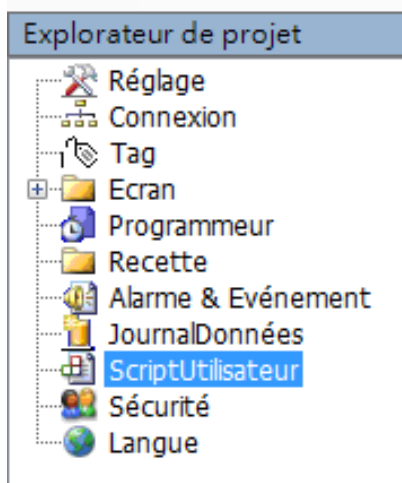 Explorateur de projet
Réglage
Connexion
Tag
Ecran
Programmeur
Recette
Alarme & Evénement
JournalDonnées
ScriptUtilisateur
Sécurité
Langue